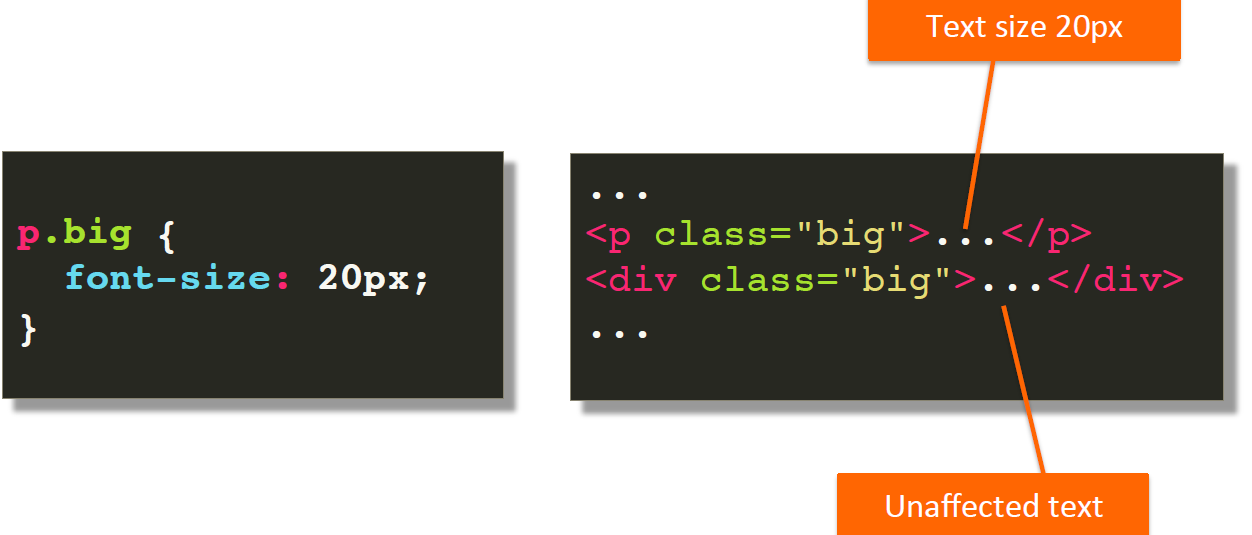 Text size 20px
p.big {
font-size: 20px;
}
...
<p class="big">...</p>
<div class="big">...</div>
...
Unaffected text